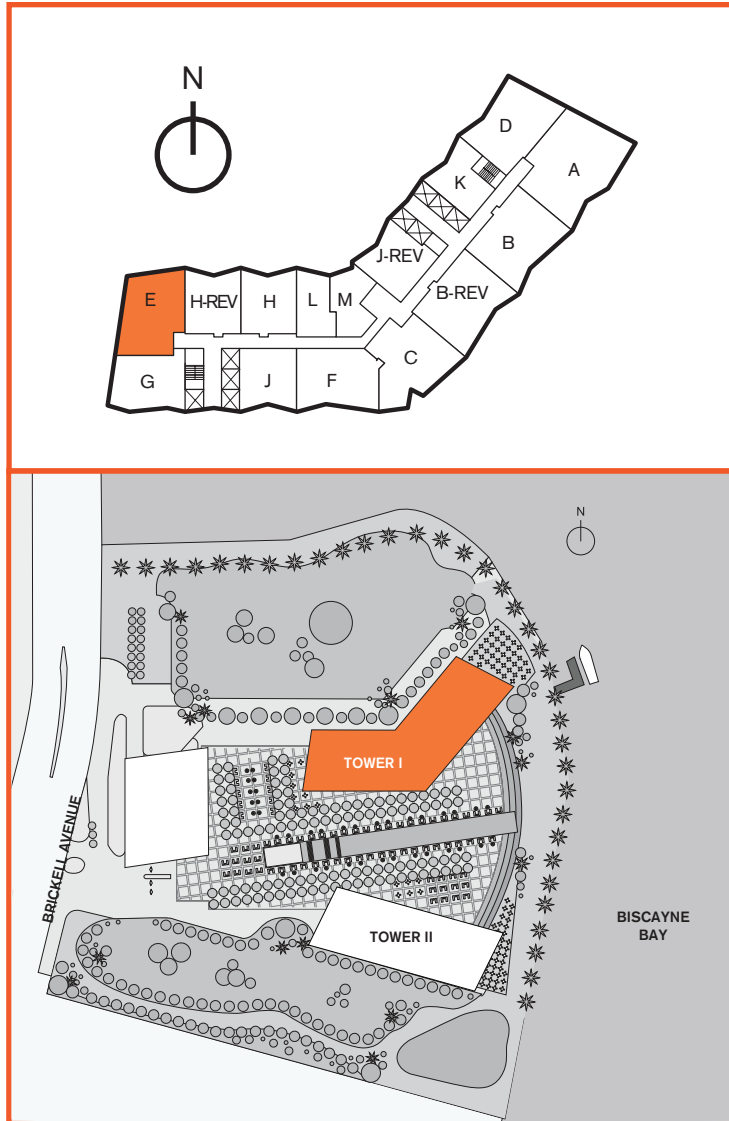 N
D
A
K
B
J-REV
B-REV
E
H-REV
H
L
M
C
G
J
F
N
TOWER I
BRICKELL AVENUE
TOWER II
BISCAYNE
BAY